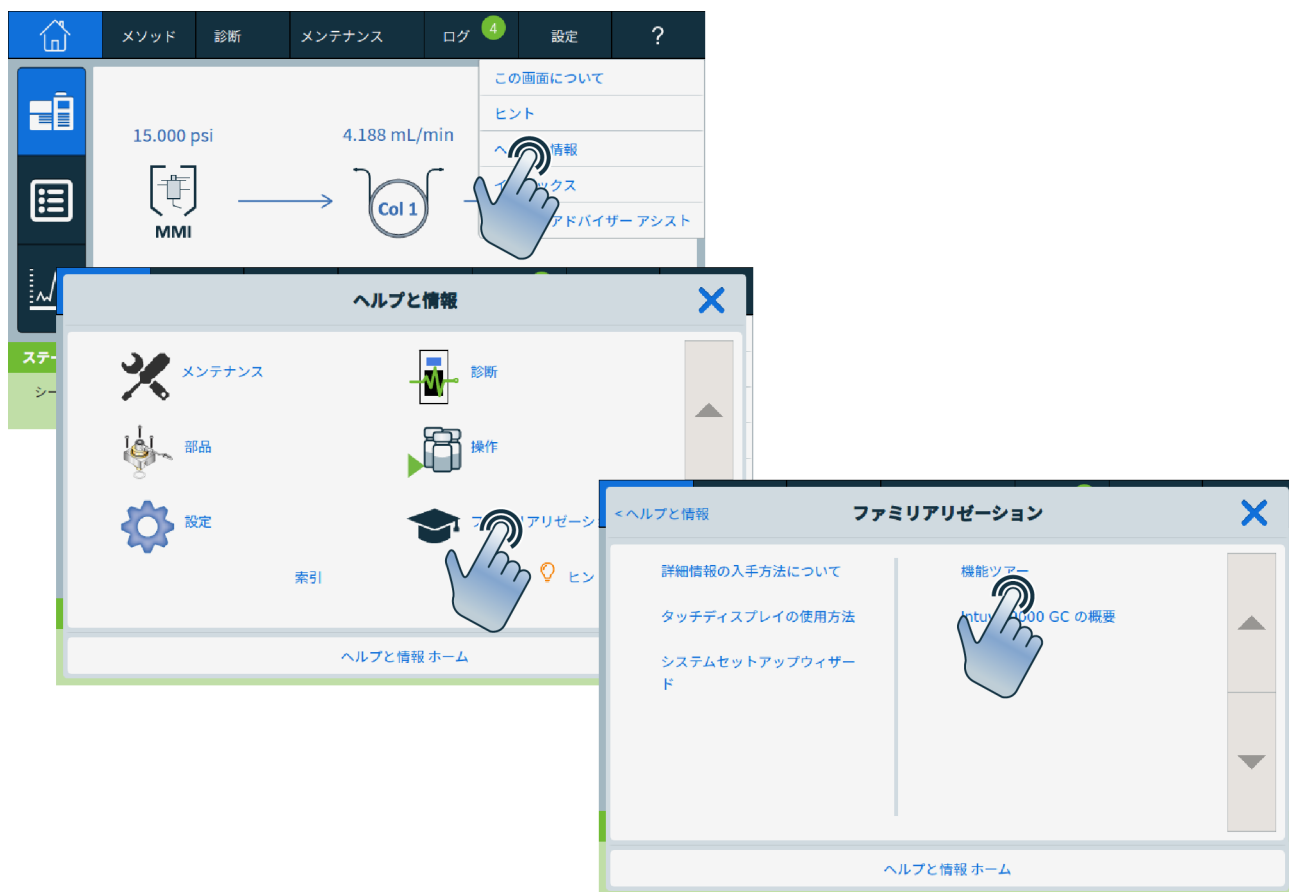 メソッド 診断 メンテナンス ログ 4 設定 ?
この画面について
ヒント
15.000 psi 4.188 mL/min
情報
Col 1
アドバイザー アシスト
MMI
ヘルプと情報
ステー
シー
メンテナンス 診断
部品 操作
設定
索引 ヒン
ヘルプと情報 ホーム
<ヘルプと情報 ファミリアリゼーション
詳細情報の入手方法について 機能ツアー
タッチディスプレイの使用方法 GC の概要
システムセットアップウィザー
ド
ヘルプと情報 ホーム